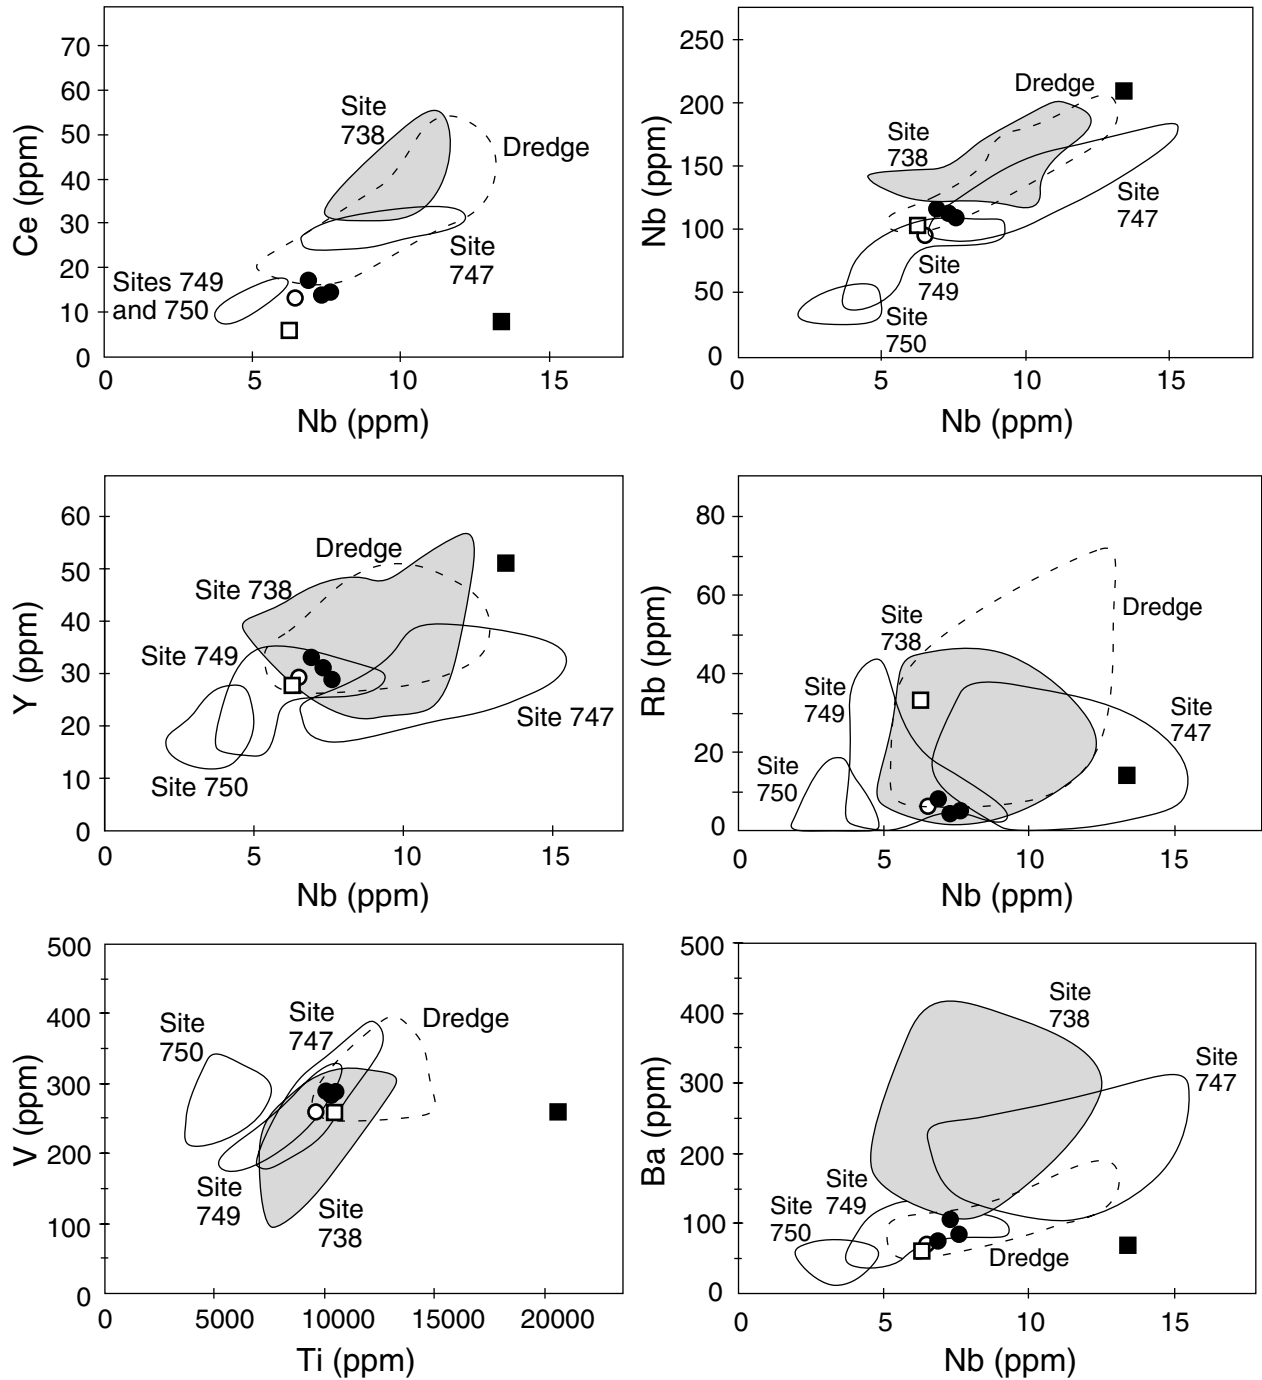 70
60
50
40
30
20
10
0
Ce (ppm)
Site
738
Dredge
Site
747
Sites 749
and 750
0
5
10
15
Nb (ppm)
250
200
150
100
50
0
Nb (ppm)
Dredge
Site
738
Site
747
Site
749
Site
750
0
5
10
15
Nb (ppm)
60
50
40
30
20
10
0
Y (ppm)
Dredge
Site 738
Site 749
Site 747
Site 750
0
5
10
15
Nb (ppm)
80
60
40
20
0
Rb (ppm)
Dredge
Site
738
Site
749
Site
747
Site
750
0
5
10
15
Nb (ppm)
500
400
300
200
100
0
V (ppm)
Site
750
Site
747
Dredge
Site
749
Site
738
0
5000
10000
15000
20000
Ti (ppm)
500
400
300
200
100
0
Ba (ppm)
Site
738
Site
747
Site
749
Site
750
Dredge
0
5
10
15
Nb (ppm)